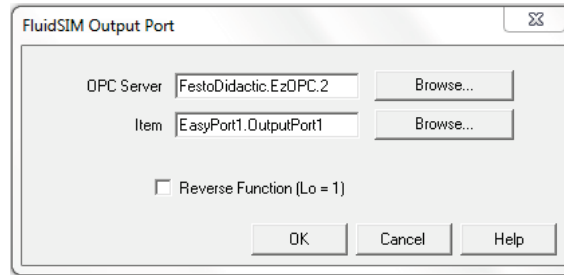 FluidSIM Output Port
OPC Server FestoDidactic.EzOPC.2 Browse...
Item EasyPort1.OutputPort1 Browse...
Reverse Function (Lo = 1)
OK Cancel Help